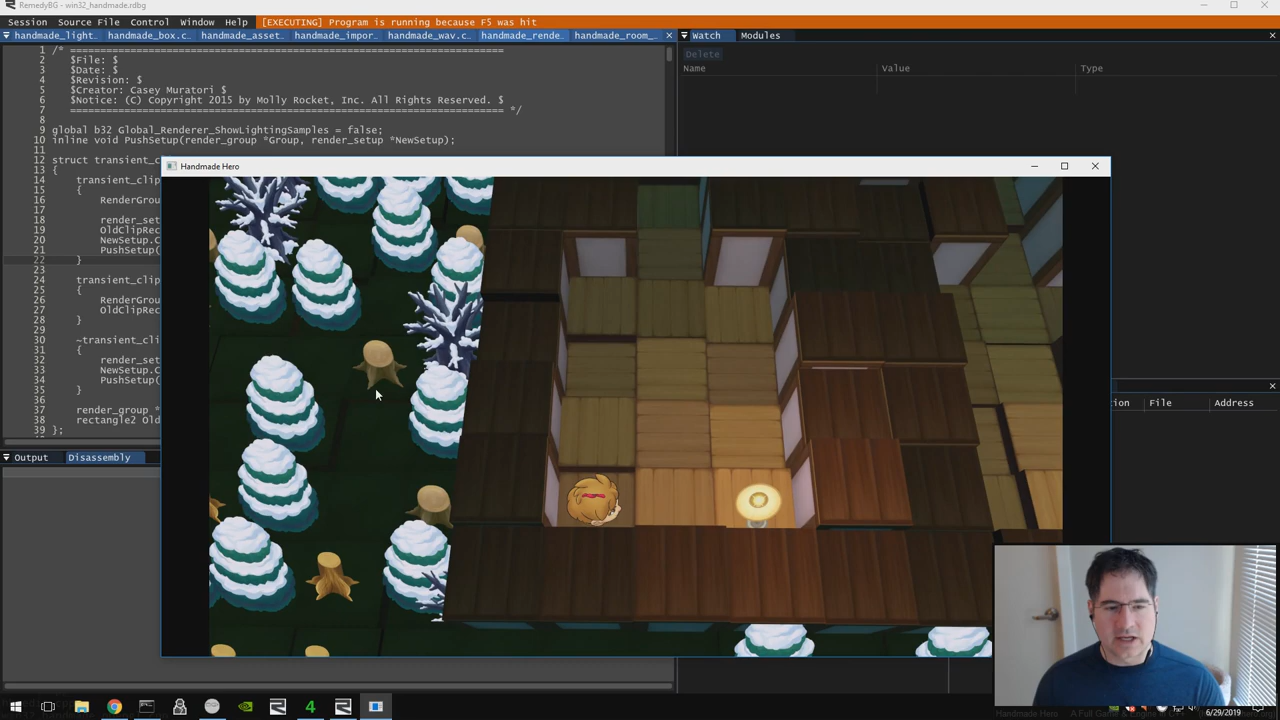 RemedyBG - win32_handmade.rdbg
Session Source File Control Window Help [EXECUTING] Program is running because F5 was hit
handmade_light.. handmade_box.c.. handmade_asset.. handmade_impor.. handmade_wav.c.. handmade_rende.. handmade_room_..
Watch Modules
Delete
Name Value Type
1 /* ========================================================================
2 $File: $
3 $Date: $
4 $Revision: $
5 $Creator: Casey Muratori $
6 $Notice: (C) Copyright 2015 by Molly Rocket, Inc. All Rights Reserved. $
7 ======================================================================== */
8
9 global b32 Global_Renderer_ShowLightingSamples = false;
10 inline void PushSetup(render_group *Group, render_setup *NewSetup);
11
12 struct transient_c
13 {
14 transient_clip
15 {
16 RenderGrou
17
18 render_set
19 OldClipRec
20 NewSetup.C
21 PushSetup(
22 }
23
24 transient_clip
25 {
26 RenderGrou
27 OldClipRec
28 }
29
30 ~transient_cli
31 {
32 render_set
33 NewSetup.C
34 PushSetup(
35 }
36
37 render_group *
38 rectangle2 Old
39 };
Handmade Hero
Output Disassembly
tion File Address
6/29/2019